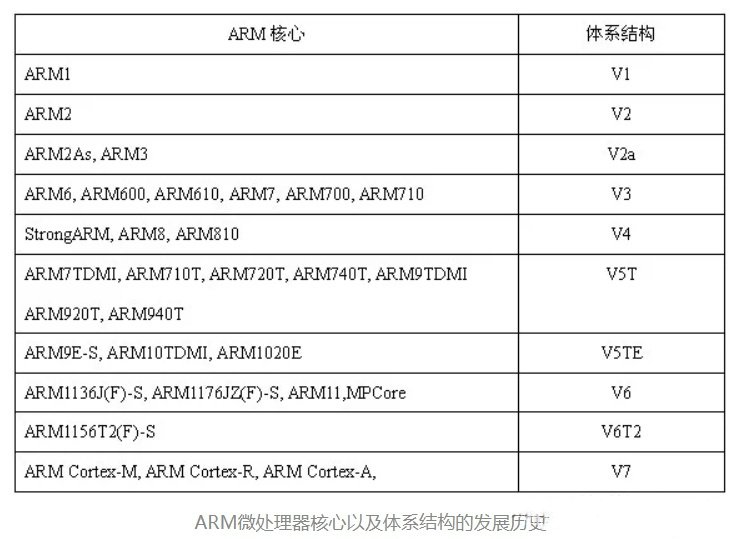 ARM 核心 体系结构
ARM1 V1
ARM2 V2
ARM2As, ARM3 V2a
ARM6, ARM600, ARM610, ARM7, ARM700, ARM710 V3
StrongARM, ARM8, ARM810 V4
ARM7TDMI, ARM710T, ARM720T, ARM740T, ARM9TDMI V5T
ARM920T, ARM940T
ARM9E-S, ARM10TDMI, ARM1020E V5TE
ARM1136J(F)-S, ARM1176JZ(F)-S, ARM11,MPCore V6
ARM1156T2(F)-S V6T2
ARM Cortex-M, ARM Cortex-R, ARM Cortex-A, V7
ARM微处理器核心以及体系结构的发展历史